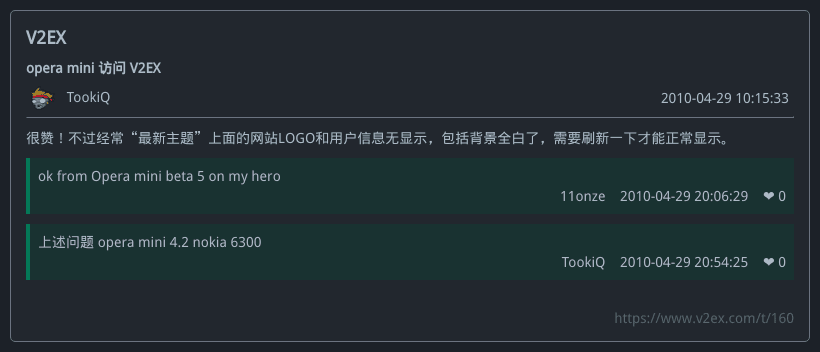 V2EX
opera mini 访问 V2EX
TookiQ 2010-04-29 10:15:33
很赞！不过经常“最新主题”上面的网站LOGO和用户信息无显示，包括背景全白了，需要刷新一下才能正常显示。
ok from Opera mini beta 5 on my hero
11onze 2010-04-29 20:06:29 ❤ 0
上述问题 opera mini 4.2 nokia 6300
TookiQ 2010-04-29 20:54:25 ❤ 0
https://www.v2ex.com/t/160